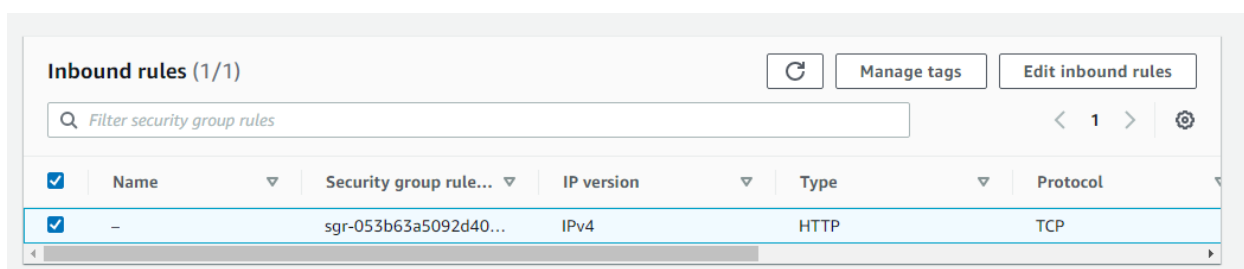 Inbound rules (1/1)
Manage tags
Edit inbound rules
Filter security group rules
1
Name
Security group rule...
IP version
Type
Protocol
–
sgr-053b63a5092d40...
IPv4
HTTP
TCP